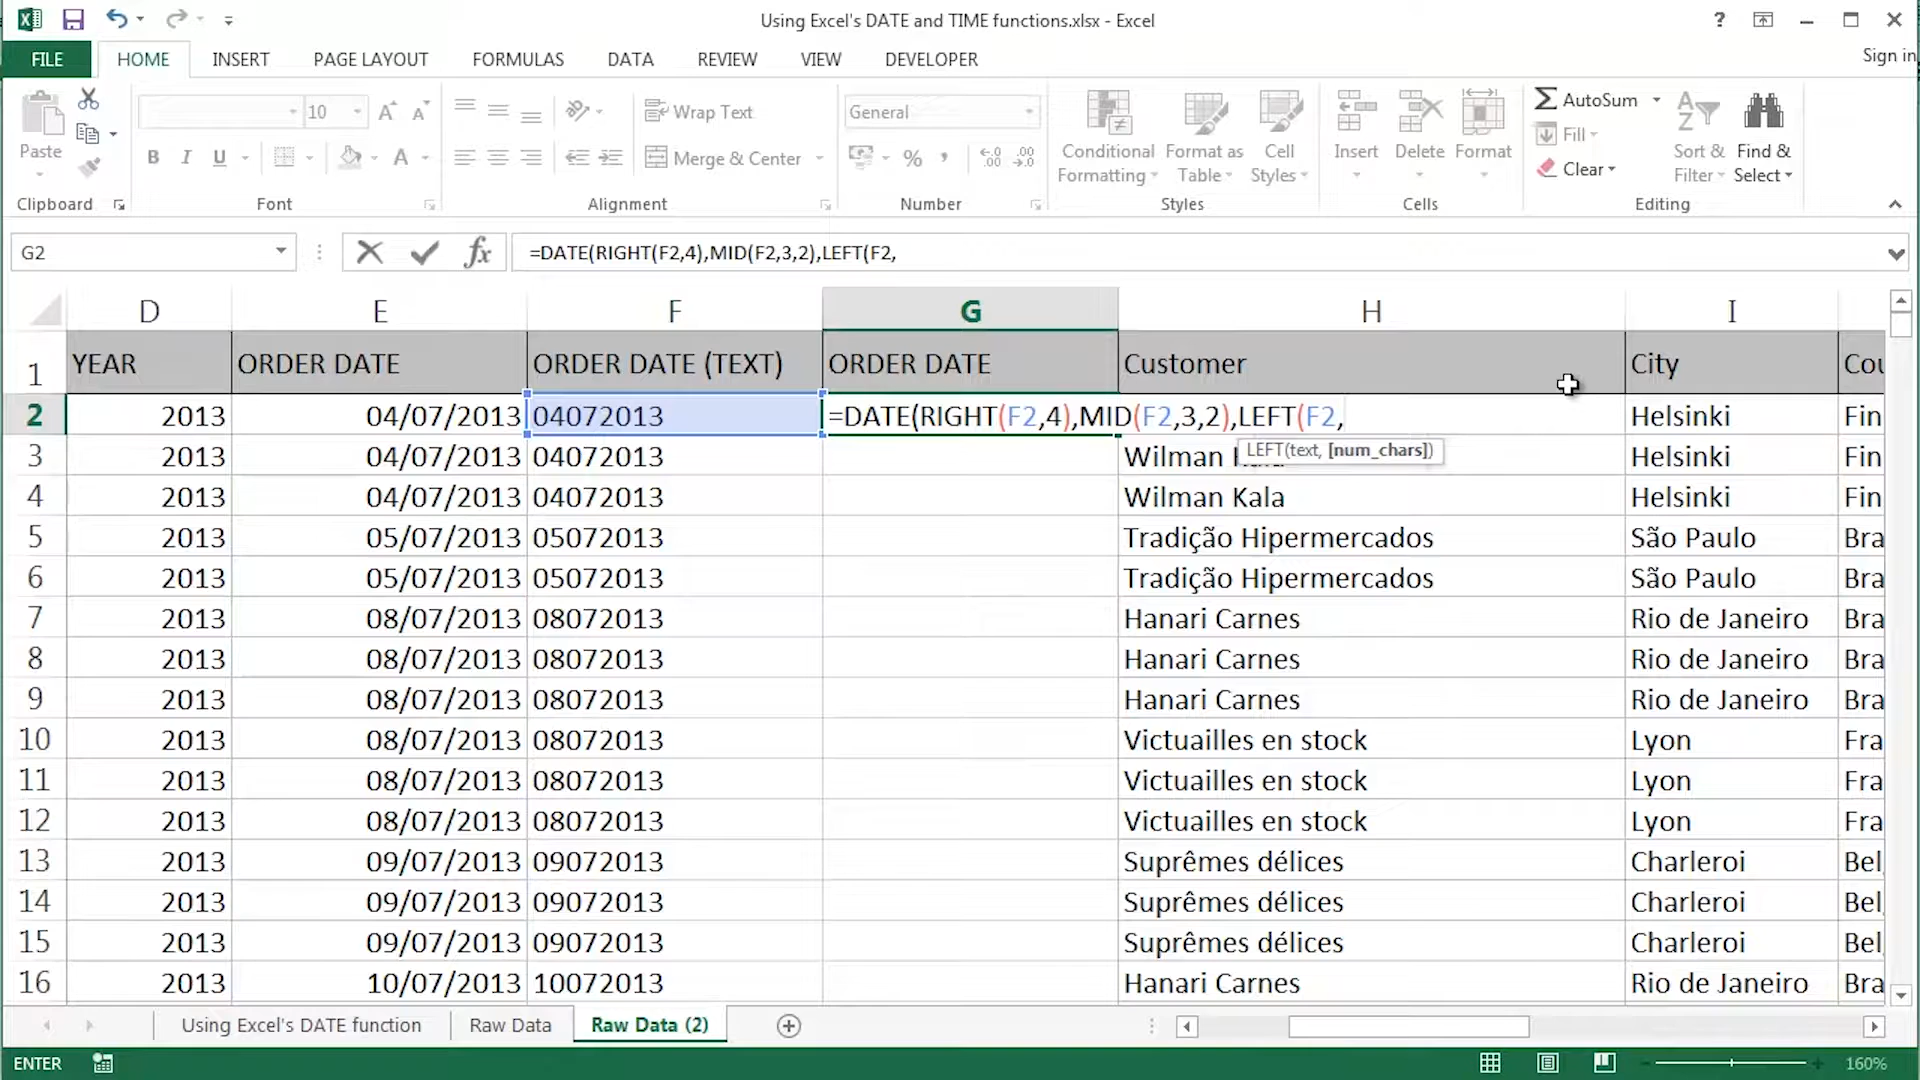 Using Excel's DATE and TIME functions.xlsx - Excel
?
FILE HOME INSERT PAGE LAYOUT FORMULAS DATA REVIEW VIEW DEVELOPER Sign in
Paste
10 A A
B I U A
Wrap Text
Merge & Center
General
% ,
Conditional Formatting
Format as Table
Cell Styles
Insert Delete Format
AutoSum
Fill
Clear
Sort & Filter
Find & Select
Clipboard Font Alignment Number Styles Cells Editing
G2 fx =DATE(RIGHT(F2,4),MID(F2,3,2),LEFT(F2,
D E F G H I
1 YEAR ORDER DATE ORDER DATE (TEXT) ORDER DATE Customer City Cou
2 2013 04/07/2013 04072013 =DATE(RIGHT(F2,4),MID(F2,3,2),LEFT(F2, Helsinki Fin
LEFT(text, [num_chars])
3 2013 04/07/2013 04072013 Wilman Helsinki Fin
4 2013 04/07/2013 04072013 Wilman Kala Helsinki Fin
5 2013 05/07/2013 05072013 Tradição Hipermercados São Paulo Bra
6 2013 05/07/2013 05072013 Tradição Hipermercados São Paulo Bra
7 2013 08/07/2013 08072013 Hanari Carnes Rio de Janeiro Bra
8 2013 08/07/2013 08072013 Hanari Carnes Rio de Janeiro Bra
9 2013 08/07/2013 08072013 Hanari Carnes Rio de Janeiro Bra
10 2013 08/07/2013 08072013 Victuailles en stock Lyon Fra
11 2013 08/07/2013 08072013 Victuailles en stock Lyon Fra
12 2013 08/07/2013 08072013 Victuailles en stock Lyon Fra
13 2013 09/07/2013 09072013 Suprêmes délices Charleroi Bel
14 2013 09/07/2013 09072013 Suprêmes délices Charleroi Bel
15 2013 09/07/2013 09072013 Suprêmes délices Charleroi Bel
16 2013 10/07/2013 10072013 Hanari Carnes Rio de Janeiro Bra
Using Excel's DATE function Raw Data Raw Data (2)
ENTER 160%